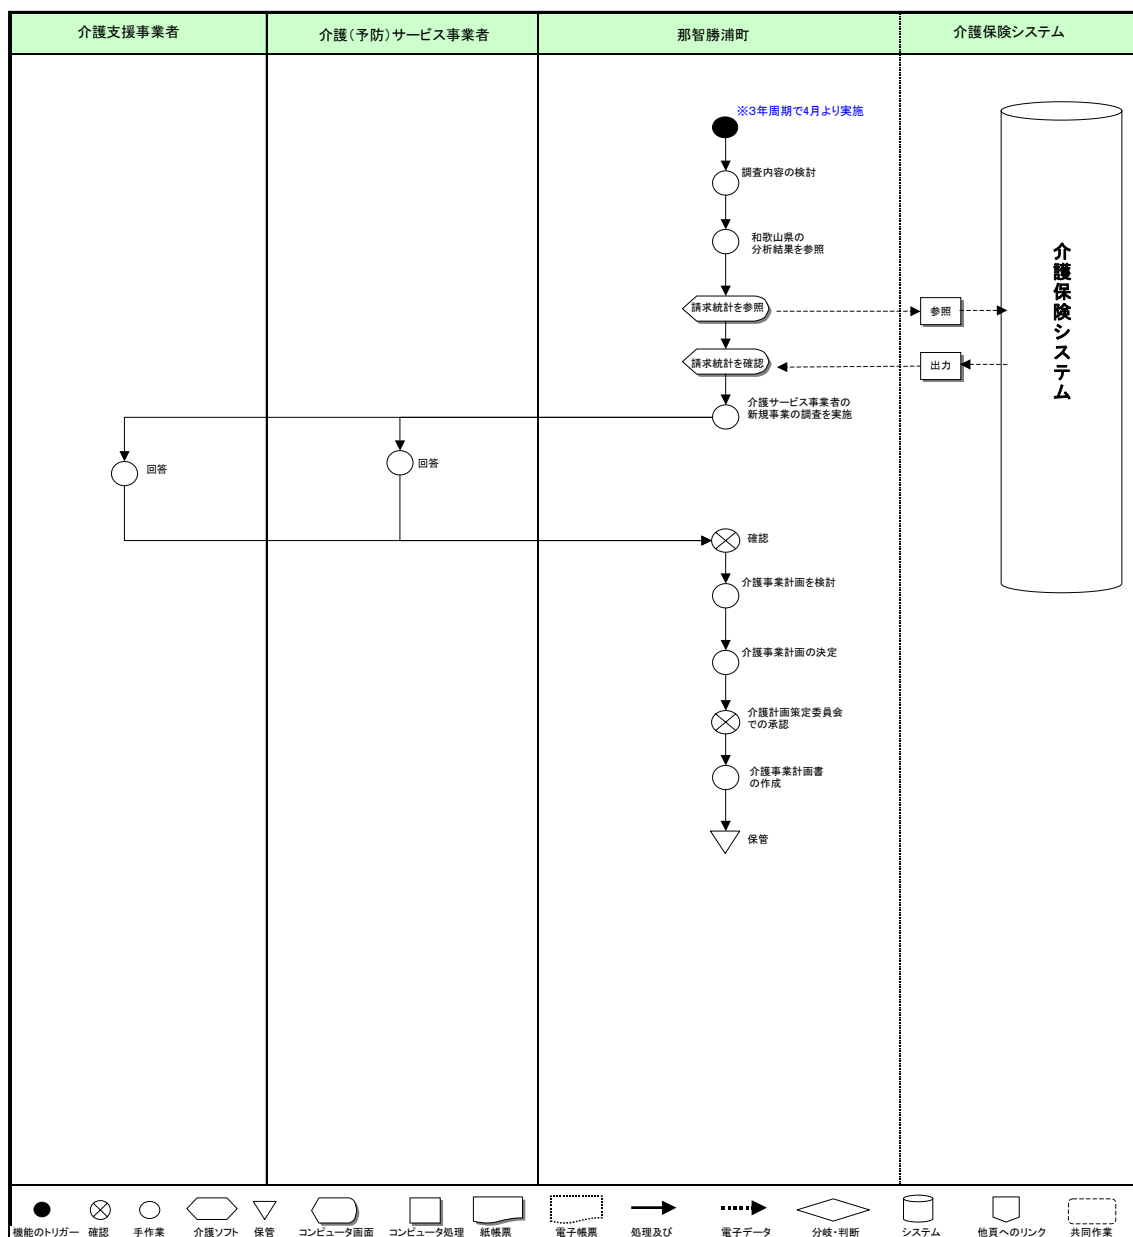 介護支援事業者
介護(予防)サービス事業者
那智勝浦町
介護保険システム
※3年周期で4月より実施
調査内容の検討
和歌山県の
分析結果を参照
請求統計を参照
参照
請求統計を確認
出力
介護保険システム
介護サービス事業者の
新規事業の調査を実施
回答
回答
確認
介護事業計画を検討
介護事業計画の決定
介護計画策定委員会
での承認
介護事業計画書
の作成
保管
機能のトリガー
確認
手作業
介護ソフト
保管
コンピュータ画面
コンピュータ処理
紙帳票
電子帳票
処理及び
電子データ
分岐・判断
システム
他頁へのリンク
共同作業